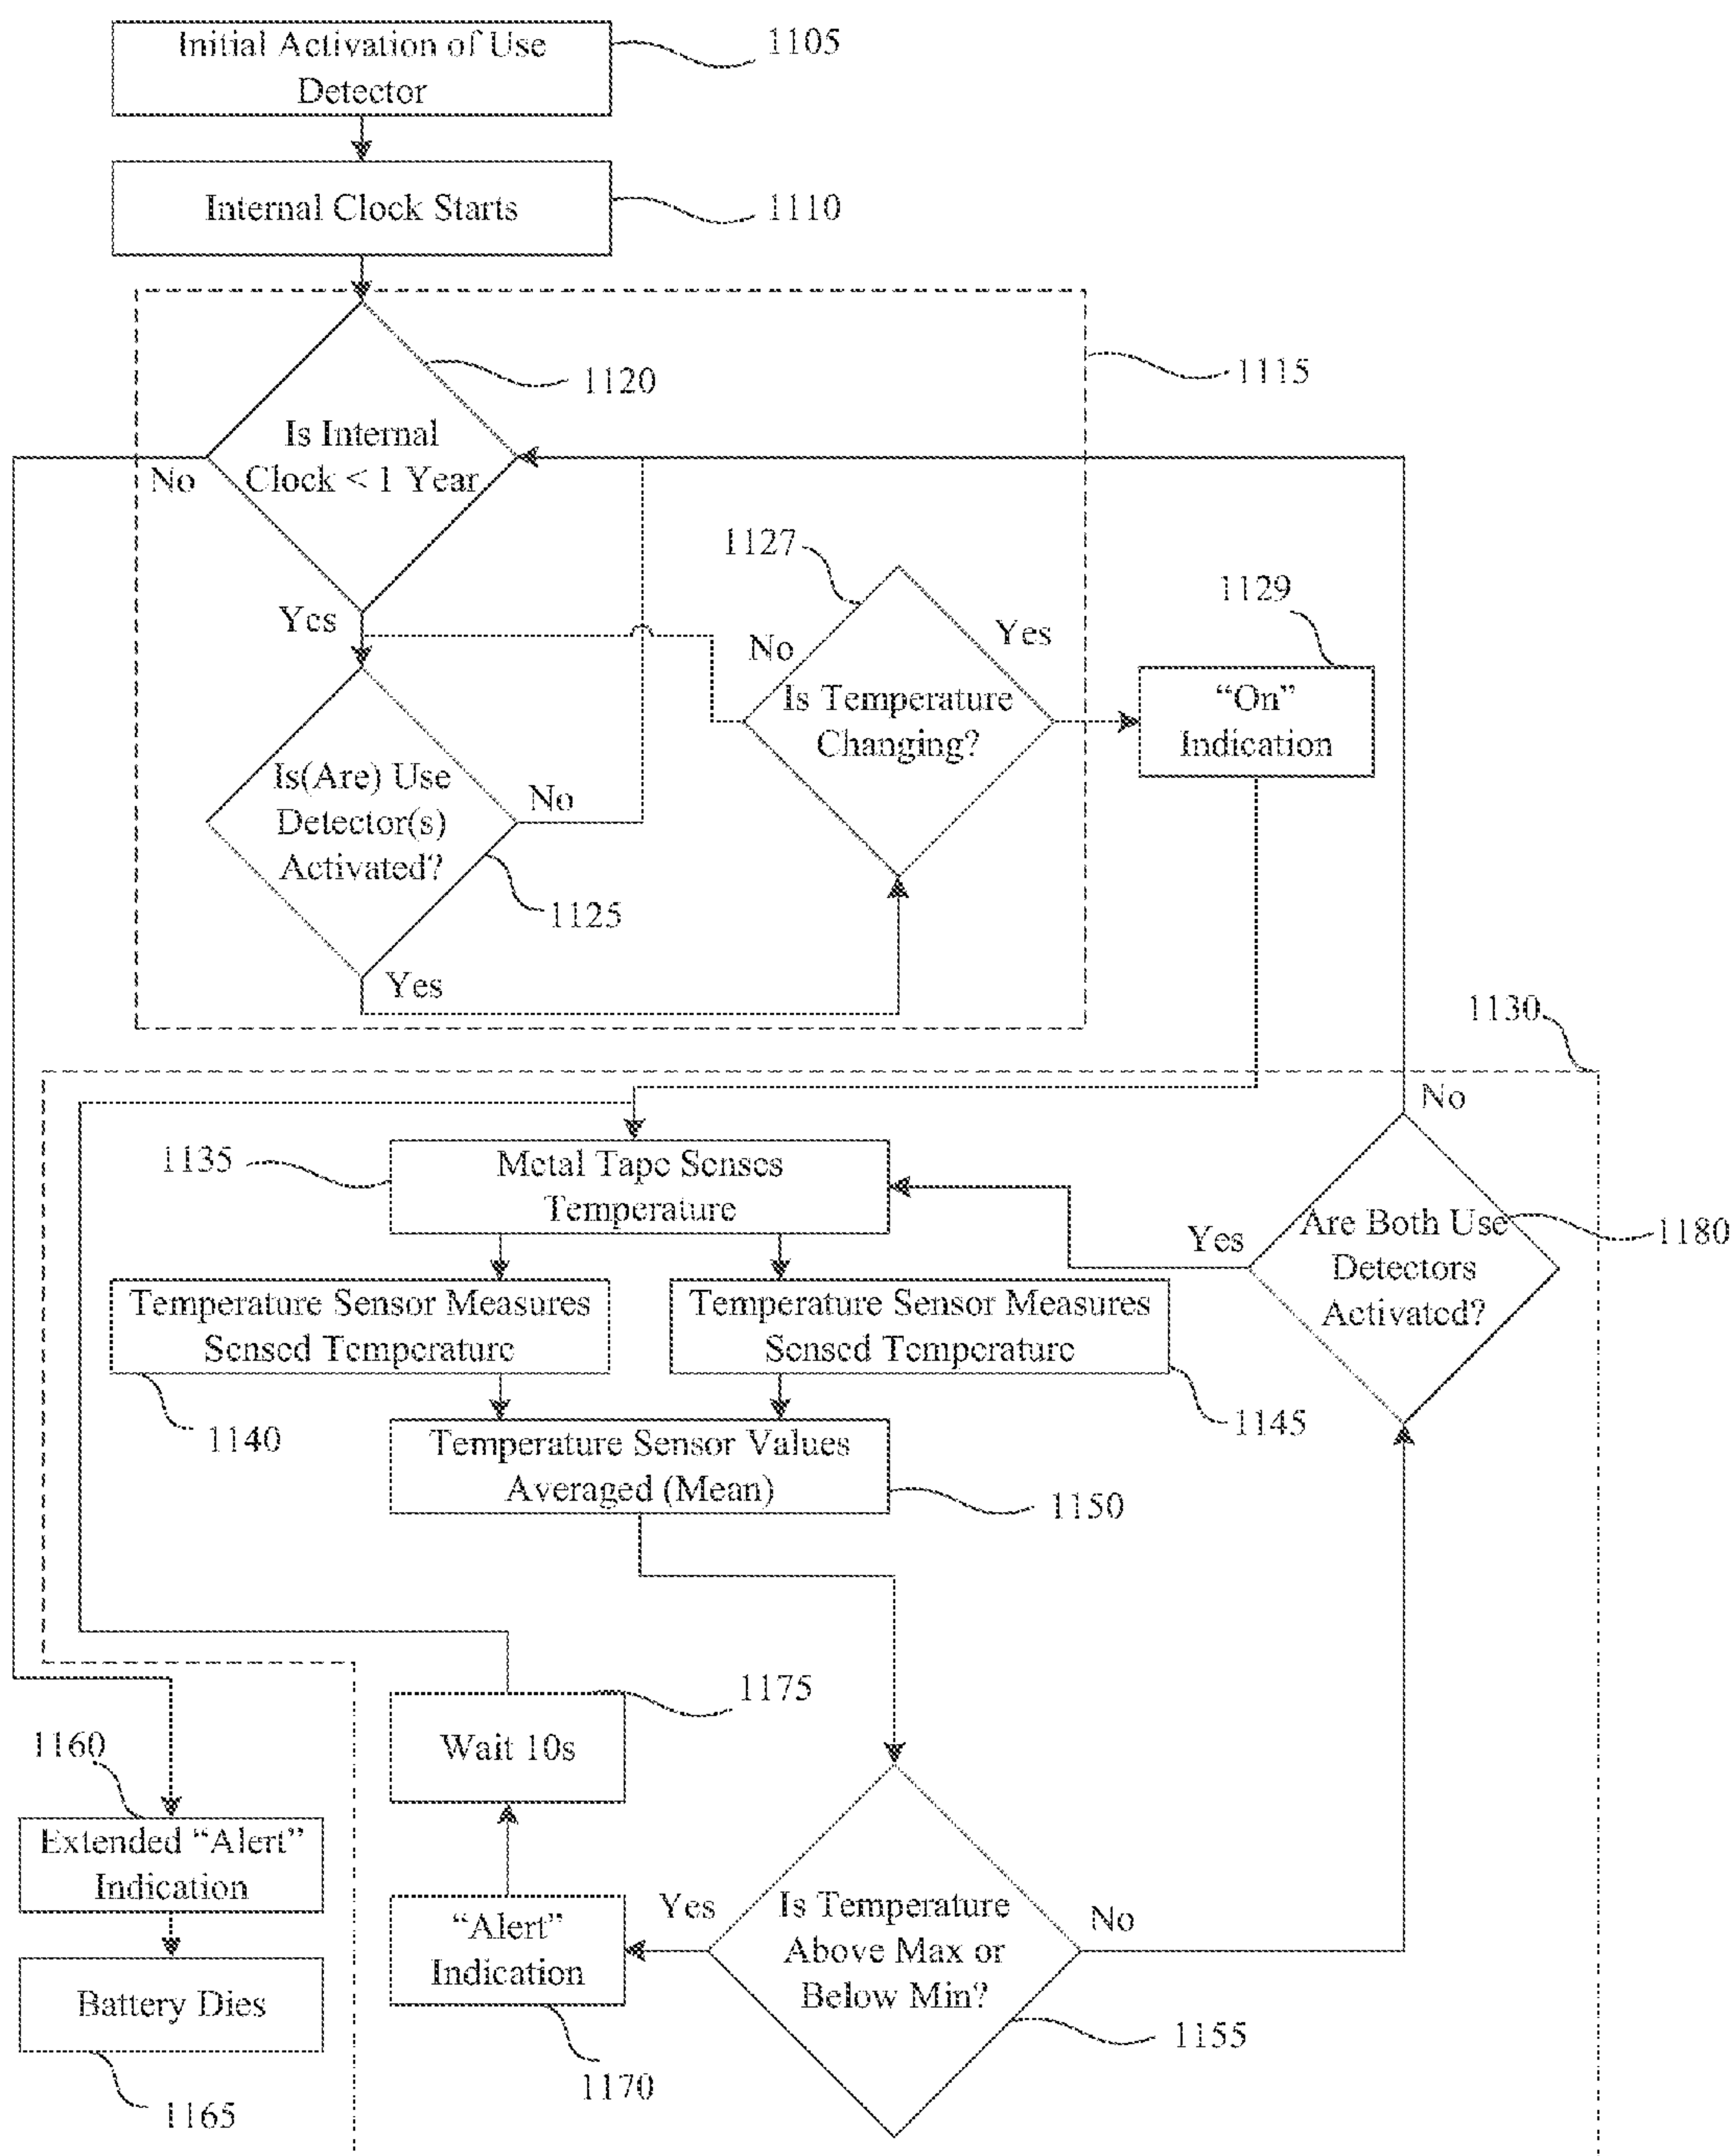 Initial Activation of Use
Detector
1105
Internal Clock Starts
1110
1115
1120
Is Internal
Clock < 1 Year
No
Yes
1127
No
Yes
Is Temperature
Changing?
1129
“On”
Indication
Is(Are) Use
Detector(s)
Activated?
No
1125
Yes
1130
No
1135
Metal Tape Senses
Temperature
Yes
Are Both Use
Detectors
Activated?
1180
Temperature Sensor Measures
Sensed Temperature
Temperature Sensor Measures
Sensed Temperature
1140
1145
Temperature Sensor Values
Averaged (Mean)
1150
1175
Wait 10s
1160
Extended “Alert”
Indication
Yes
“Alert”
Indication
Is Temperature
Above Max or
Below Min?
No
Battery Dies
1155
1170
1165